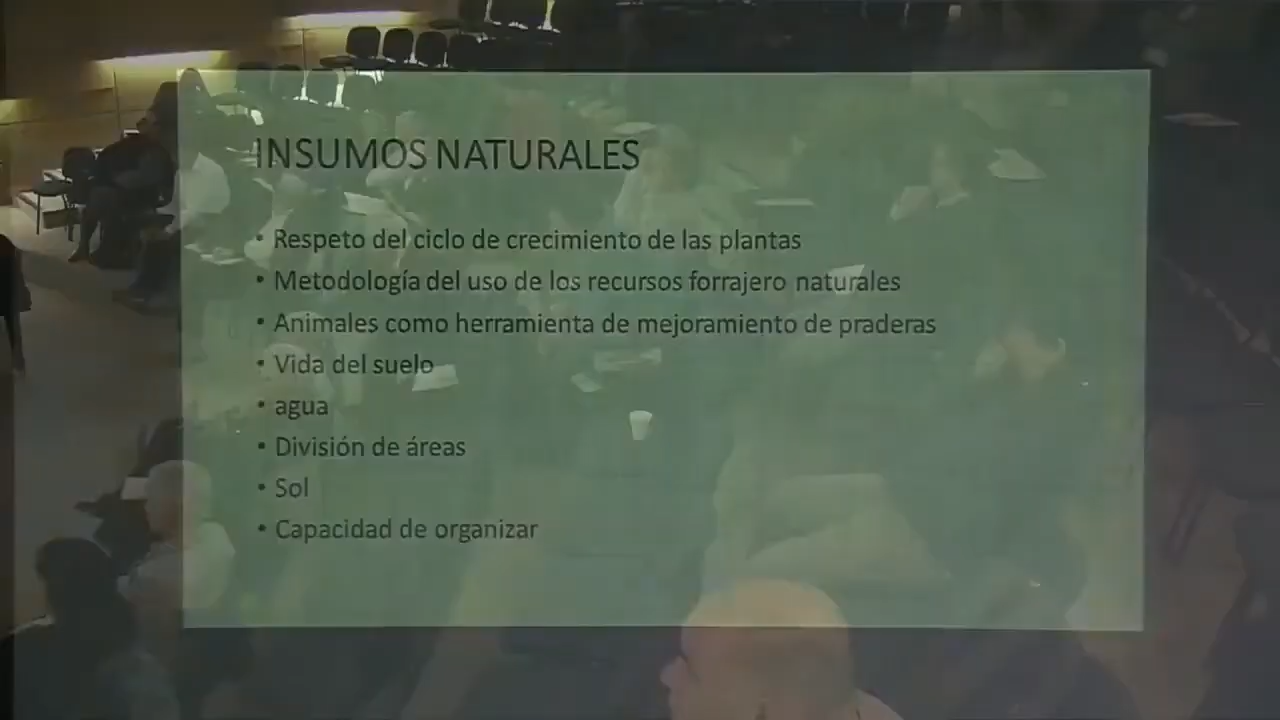 INSUMOS NATURALES
• Respeto del ciclo de crecimiento de las plantas
• Metodología del uso de los recursos forrajero naturales
• Animales como herramienta de mejoramiento de praderas
• Vida del suelo
• agua
• División de áreas
• Sol
• Capacidad de organizar